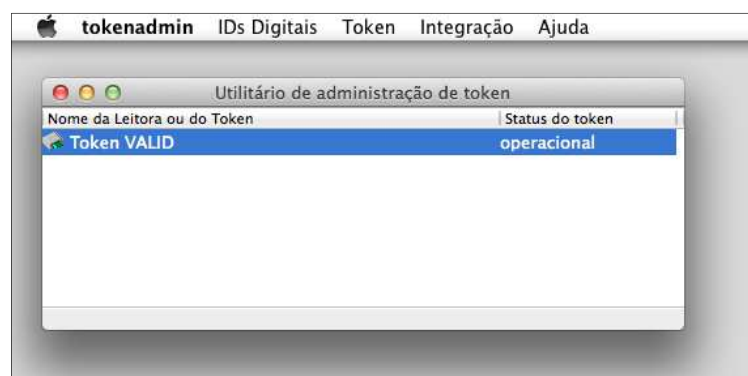 tokenadmin IDs Digitais Token Integração Ajuda
Utilitário de administração de token
Nome da Leitora ou do Token Status do token
Token VALID operacional